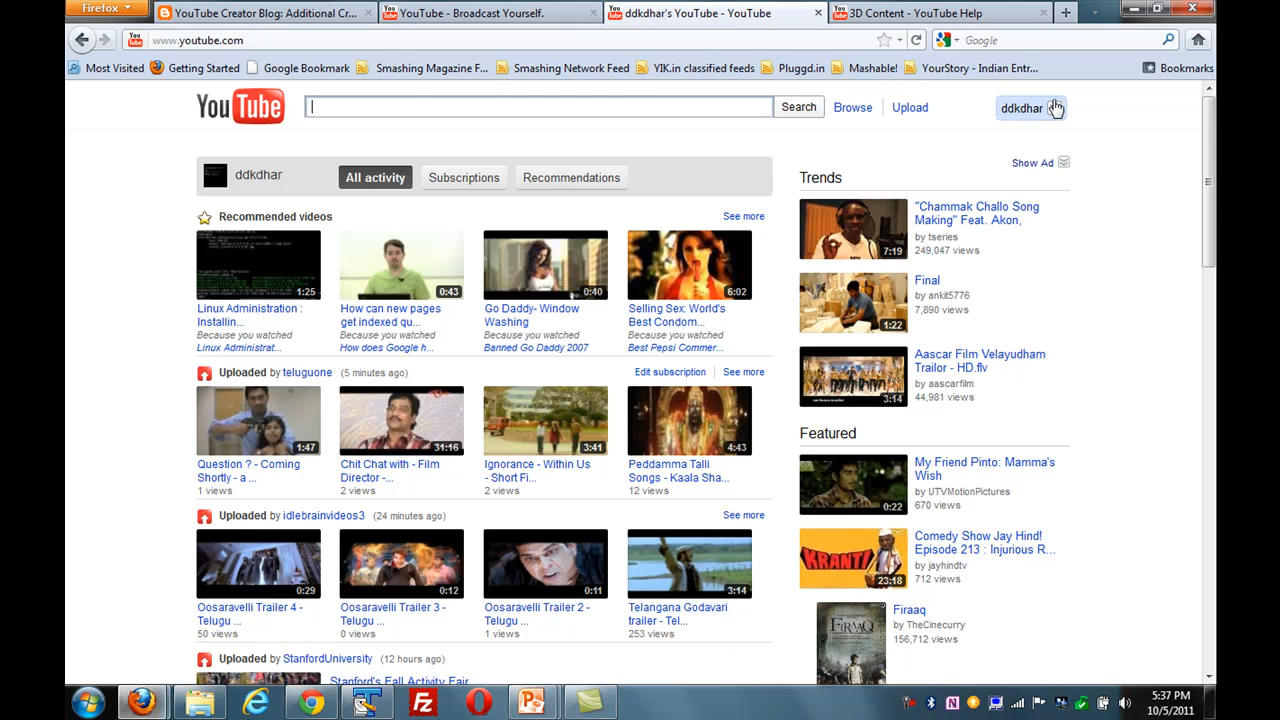 Firefox
YouTube Creator Blog: Additional Cr...
YouTube - Broadcast Yourself.
ddkdhar's YouTube - YouTube
3D Content - YouTube Help
www.youtube.com
Google
Most Visited
Getting Started
Google Bookmark
Smashing Magazine F...
Smashing Network Feed
YIK.in classified feeds
Pluggd.in
Mashable!
YourStory - Indian Entr...
Bookmarks
YouTube
Search
Browse
Upload
ddkdhar
Show Ad
ddkdhar
All activity
Subscriptions
Recommendations
Recommended videos
See more
1:25
0:43
0:40
6:02
Linux Administration :
Installin...
Because you watched
Linux Administrat...
How can new pages
get indexed qu...
Because you watched
How does Google h...
Go Daddy- Window
Washing
Because you watched
Banned Go Daddy 2007
Selling Sex: World's
Best Condom...
Because you watched
Best Pepsi Commer...
Uploaded by teluguone (5 minutes ago)
Edit subscription
See more
1:47
31:16
3:41
4:43
Question ? - Coming
Shortly - a ...
1 views
Chit Chat with - Film
Director -...
2 views
Ignorance - Within Us
- Short Fi...
2 views
Peddamma Talli
Songs - Kaala Sha...
12 views
Uploaded by idlebrainvideos3 (24 minutes ago)
See more
0:29
0:12
0:11
3:14
Oosaravelli Trailer 4 -
Telugu ...
50 views
Oosaravelli Trailer 3 -
Telugu ...
0 views
Oosaravelli Trailer 2 -
Telugu ...
1 views
Telangana Godavari
trailer - Tel...
253 views
Uploaded by StanfordUniversity (12 hours ago)
Stanford's Fall Activity Fair
Trends
7:19
"Chammak Challo Song
Making" Feat. Akon,
by tseries
249,047 views
1:22
Final
by ankit5776
7,890 views
3:14
Aascar Film Velayudham
Trailor - HD.flv
by aascarfilm
44,981 views
Featured
0:22
My Friend Pinto: Mamma's
Wish
by UTVMotionPictures
670 views
KRANTI
23:18
Comedy Show Jay Hind!
Episode 213 : Injurious R...
by jayhindtv
712 views
FIRAAQ
Firaaq
by TheCinecurry
156,712 views
5:37 PM
10/5/2011